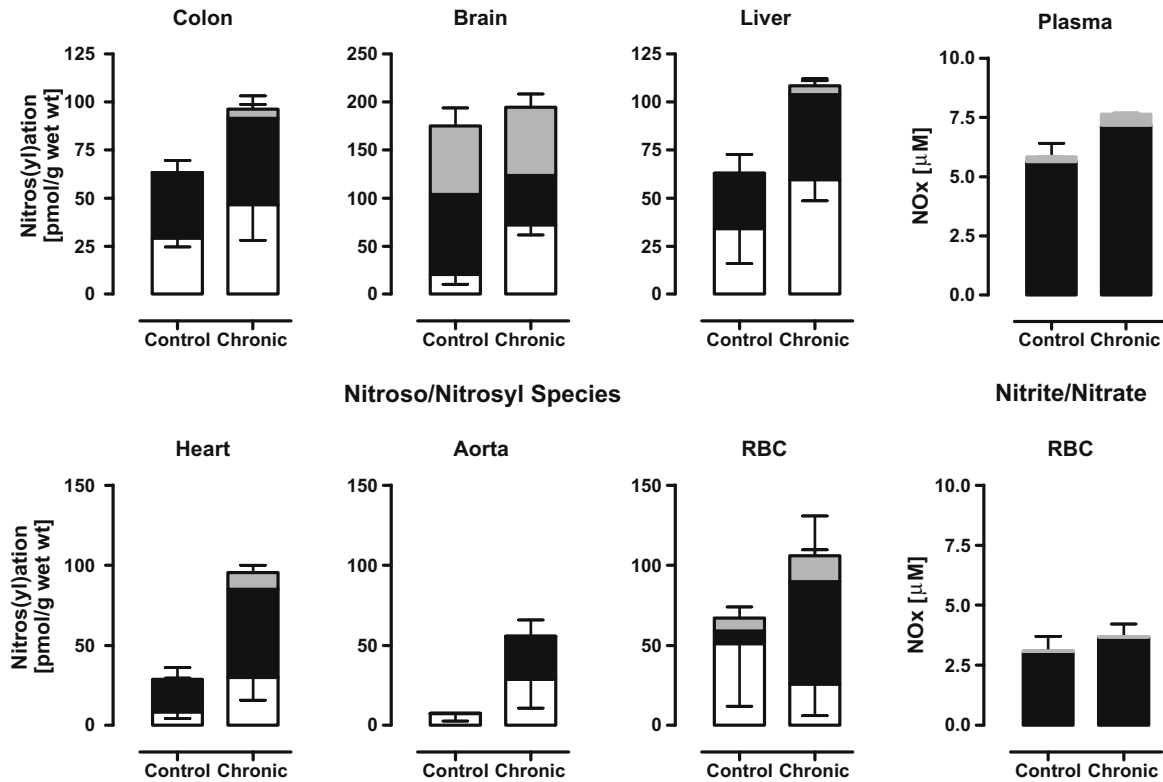 Colon
Brain
Liver
Plasma
Nitros(yl)ation
[pmol/g wet wt]
125
100
75
50
25
0
Control Chronic
250
200
150
100
50
0
Control Chronic
125
100
75
50
25
0
Control Chronic
NOx [µM]
10.0
7.5
5.0
2.5
0.0
Control Chronic
Nitroso/Nitrosyl Species
Nitrite/Nitrate
Heart
Aorta
RBC
RBC
Nitros(yl)ation
[pmol/g wet wt]
150
100
50
0
Control Chronic
150
100
50
0
Control Chronic
150
100
50
0
Control Chronic
NOx [µM]
10.0
7.5
5.0
2.5
0.0
Control Chronic